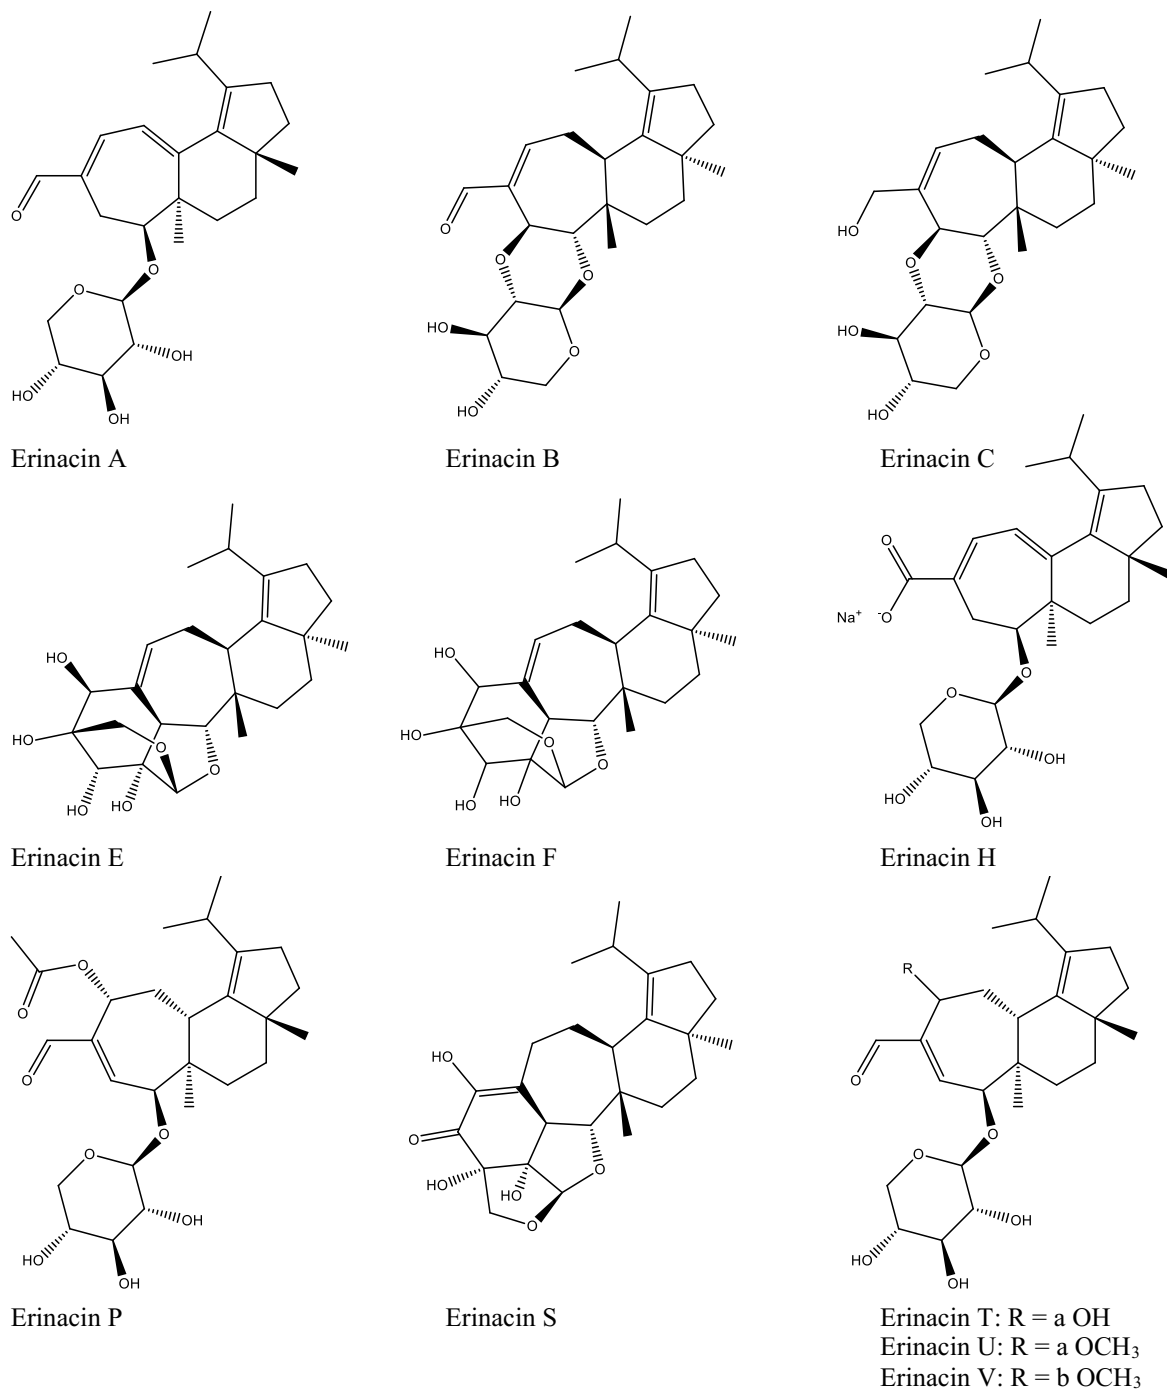 O
O
O
HO
OH
OH
Erinacin A
O
O
O
HO
O
HO
Erinacin B
HO
O
O
HO
O
HO
Erinacin C
HO
HO
O
O
HO
HO
Erinacin E
HO
HO
O
O
HO
HO
Erinacin F
O
Na+ -O
O
O
OH
HO
OH
Erinacin H
O
O
O
O
O
OH
HO
OH
Erinacin P
HO
O
O
HO
HO
O
Erinacin S
R
O
O
O
OH
HO
OH
Erinacin T: R = a OH
Erinacin U: R = a OCH₃
Erinacin V: R = b OCH₃